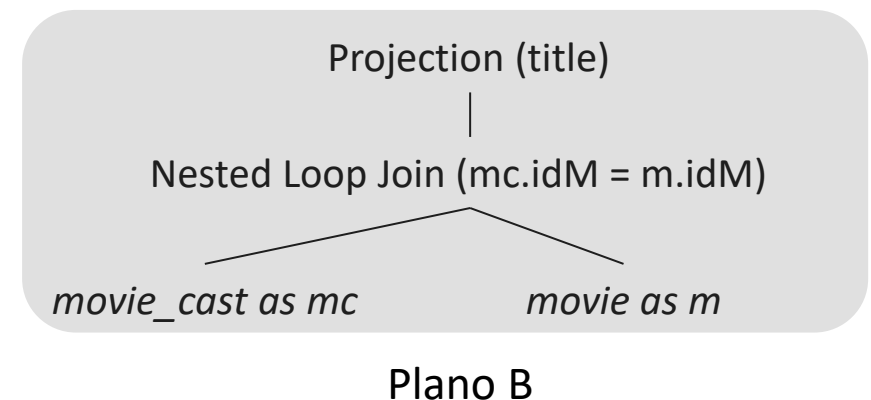 Projection (title)
Nested Loop Join (mc.idM = m.idM)
movie_cast as mc movie as m
Plano B